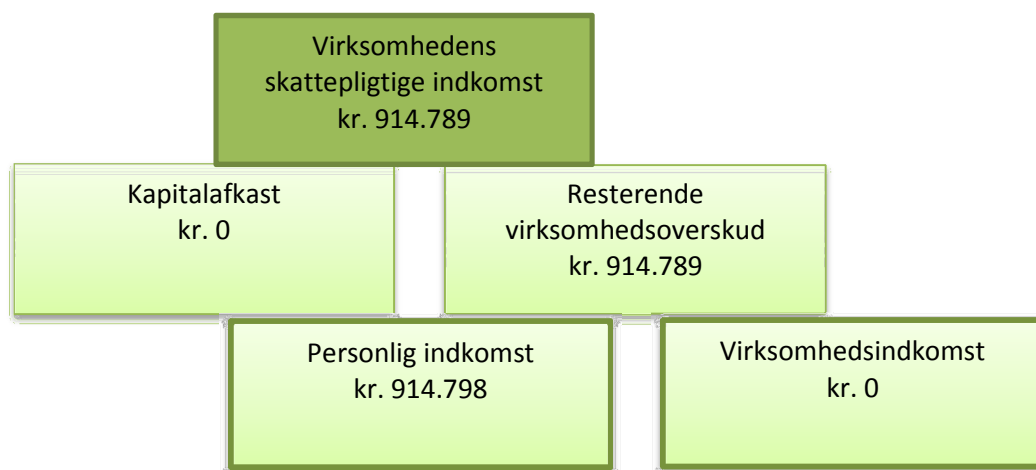 Virksomhedens
skattepligtige indkomst
kr. 914.789
Kapitalafkast
kr. 0
Resterende
virksomhedsoverskud
kr. 914.789
Personlig indkomst
kr. 914.798
Virksomhedsindkomst
kr. 0